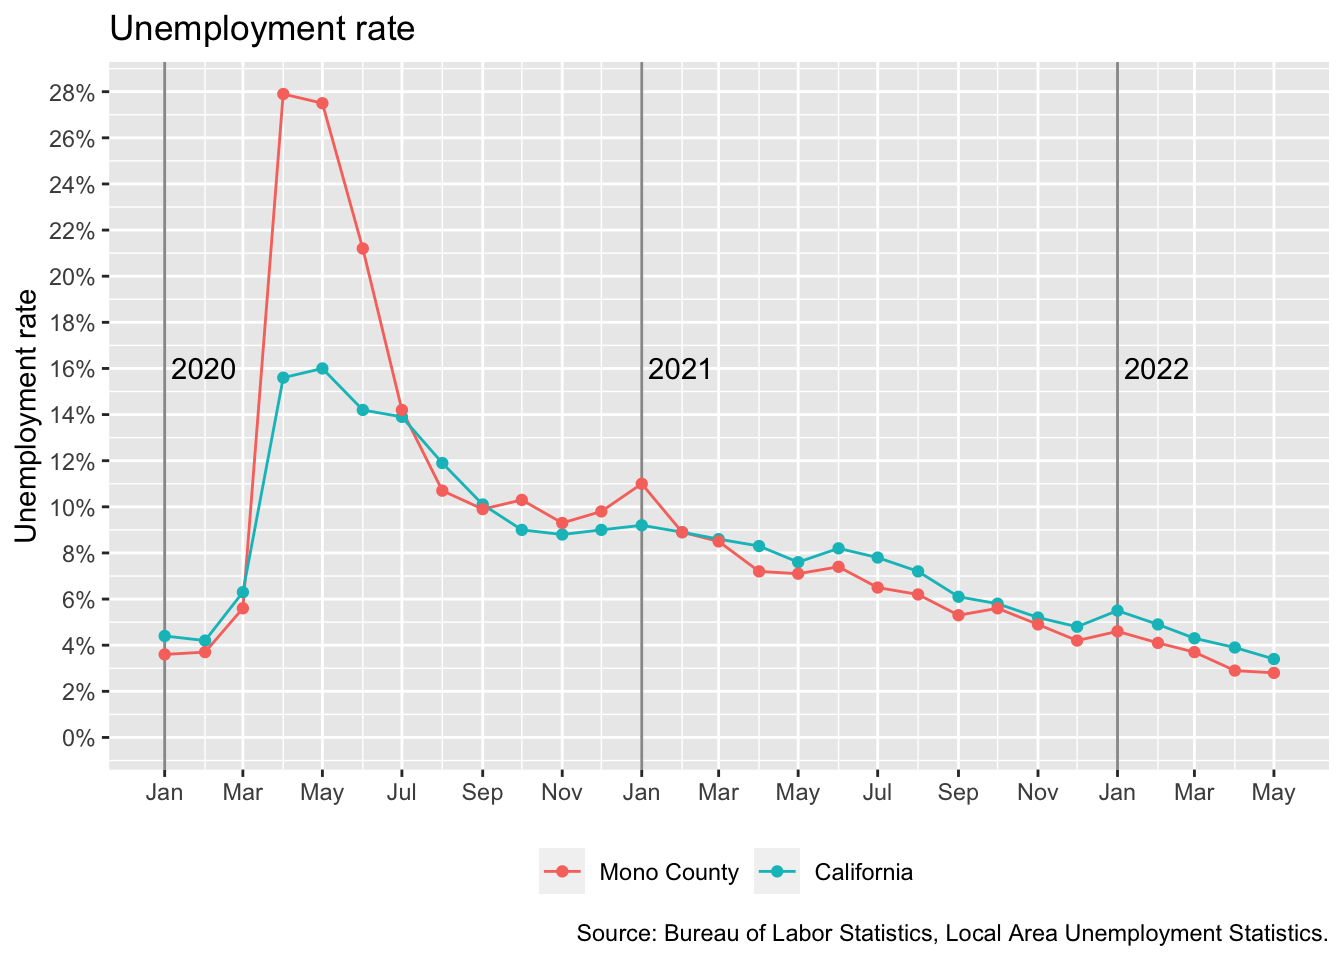 Unemployment rate
Unemployment rate
28%
26%
24%
22%
20%
18%
16%
14%
12%
10%
8%
6%
4%
2%
0%
2020 2021 2022
Jan Mar May Jul Sep Nov Jan Mar May Jul Sep Nov Jan Mar May
Mono County California
Source: Bureau of Labor Statistics, Local Area Unemployment Statistics.